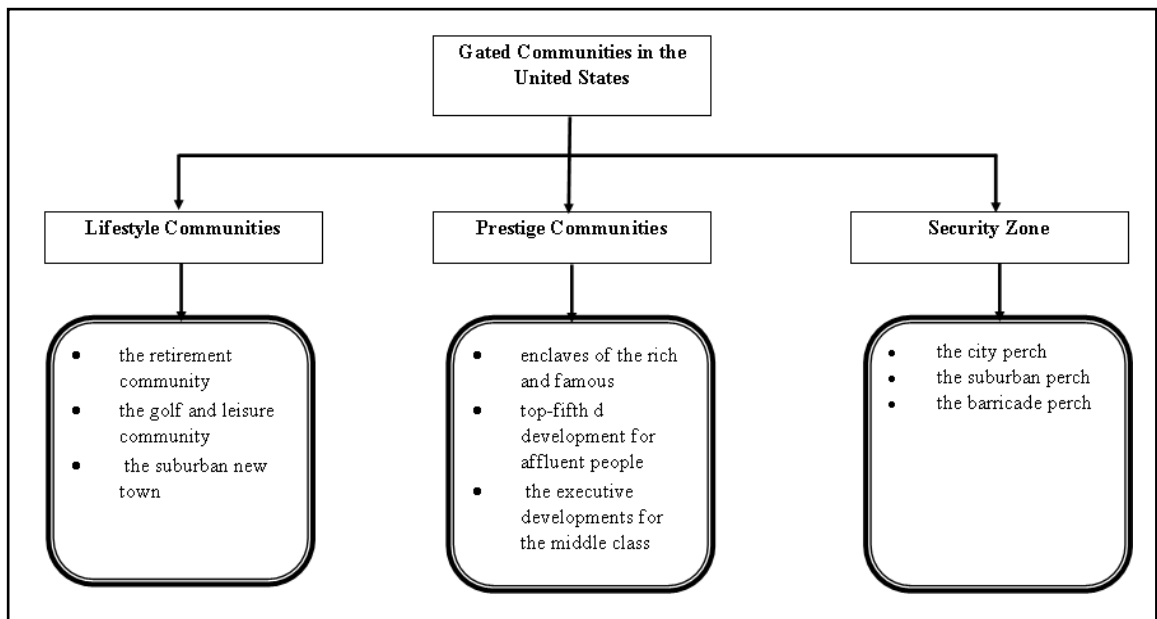 Gated Communities in the
United States
Lifestyle Communities
Prestige Communities
Security Zone
• the retirement
community
• the golf and leisure
community
• the suburban new
town
• enclaves of the rich
and famous
• top-fifth d
development for
affluent people
• the executive
developments for
the middle class
• the city perch
• the suburban perch
• the barricade perch